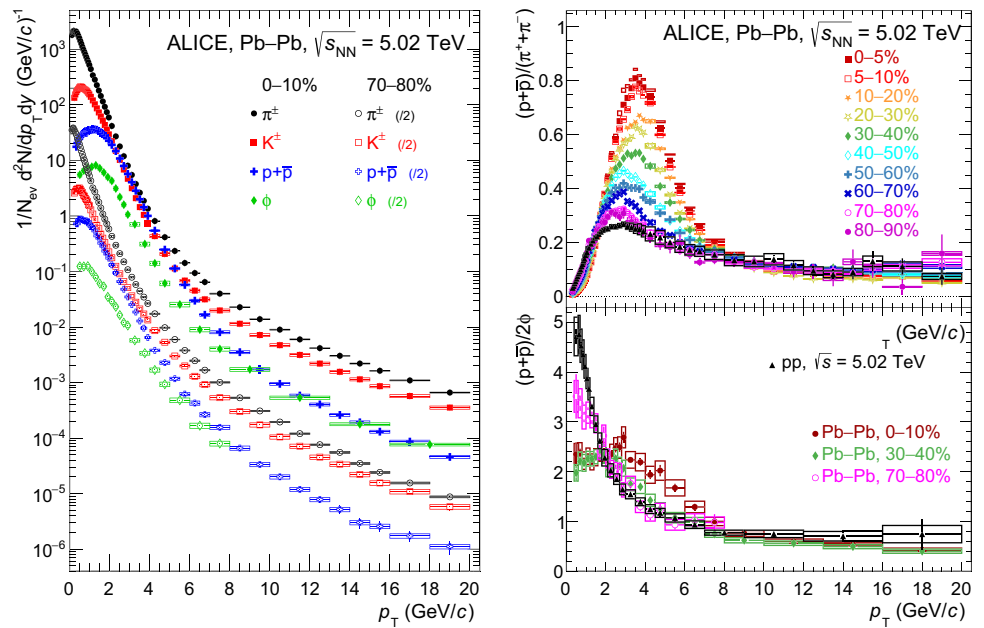 1/N_ev d²N/dp_Tdy (GeV/c)⁻¹
ALICE, Pb–Pb, √s_NN = 5.02 TeV
0–10% 70–80%
π± π± (/2)
K± K± (/2)
p+p̅ p+p̅ (/2)
ϕ ϕ (/2)
10³
10²
10
1
10⁻¹
10⁻²
10⁻³
10⁻⁴
10⁻⁵
10⁻⁶
0 2 4 6 8 10 12 14 16 18 20
p_T (GeV/c)
(p+p̅)/(π⁺+π⁻)
ALICE, Pb–Pb, √s_NN = 5.02 TeV
0–5%
5–10%
10–20%
20–30%
30–40%
40–50%
50–60%
60–70%
70–80%
80–90%
0.8
0.6
0.4
0.2
0
(p+p̅)/2ϕ
T (GeV/c)
pp, √s = 5.02 TeV
Pb–Pb, 0–10%
Pb–Pb, 30–40%
Pb–Pb, 70–80%
5
4
3
2
1
0
0 2 4 6 8 10 12 14 16 18 20
p_T (GeV/c)